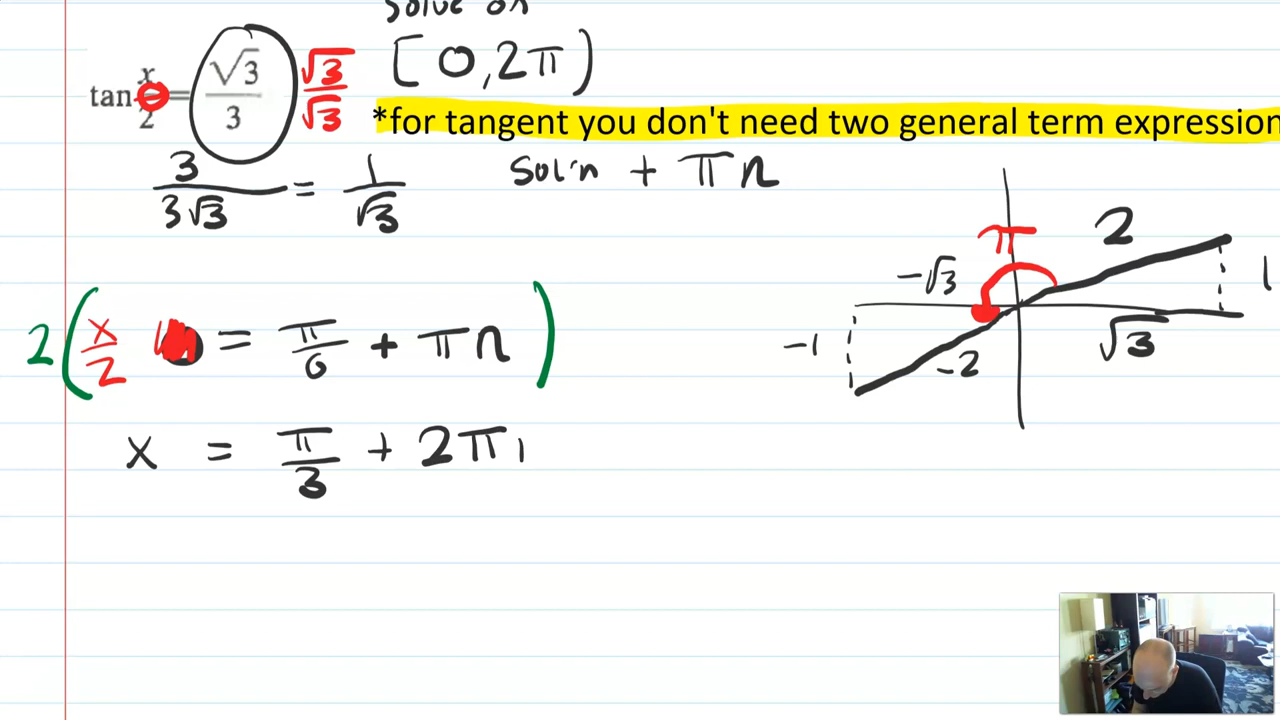 solve on
[0, 2π)
tan x/2 = √3/3 √3/√3
*for tangent you don't need two general term expression
3/3√3 = 1/√3
sol'n + πn
2(x/2 = π/6 + πn)
x = π/3 + 2πı
π
2
1
√3
-√3
-1
-2